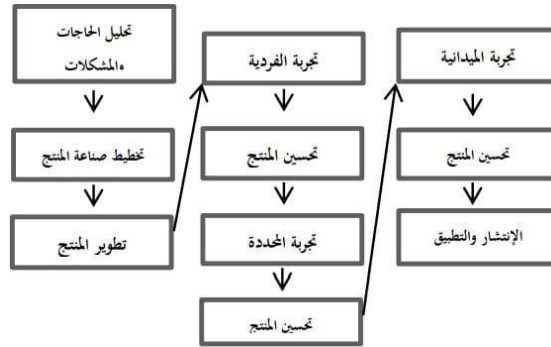 تحليل الحاجات
والمشكلات
تخطيط صناعة المنتج
تطوير المنتج
تجربة الفردية
تحسين المنتج
تجربة المحددة
تحسين المنتج
تجربة الميدانية
تحسين المنتج
الإنتشار والتطبيق